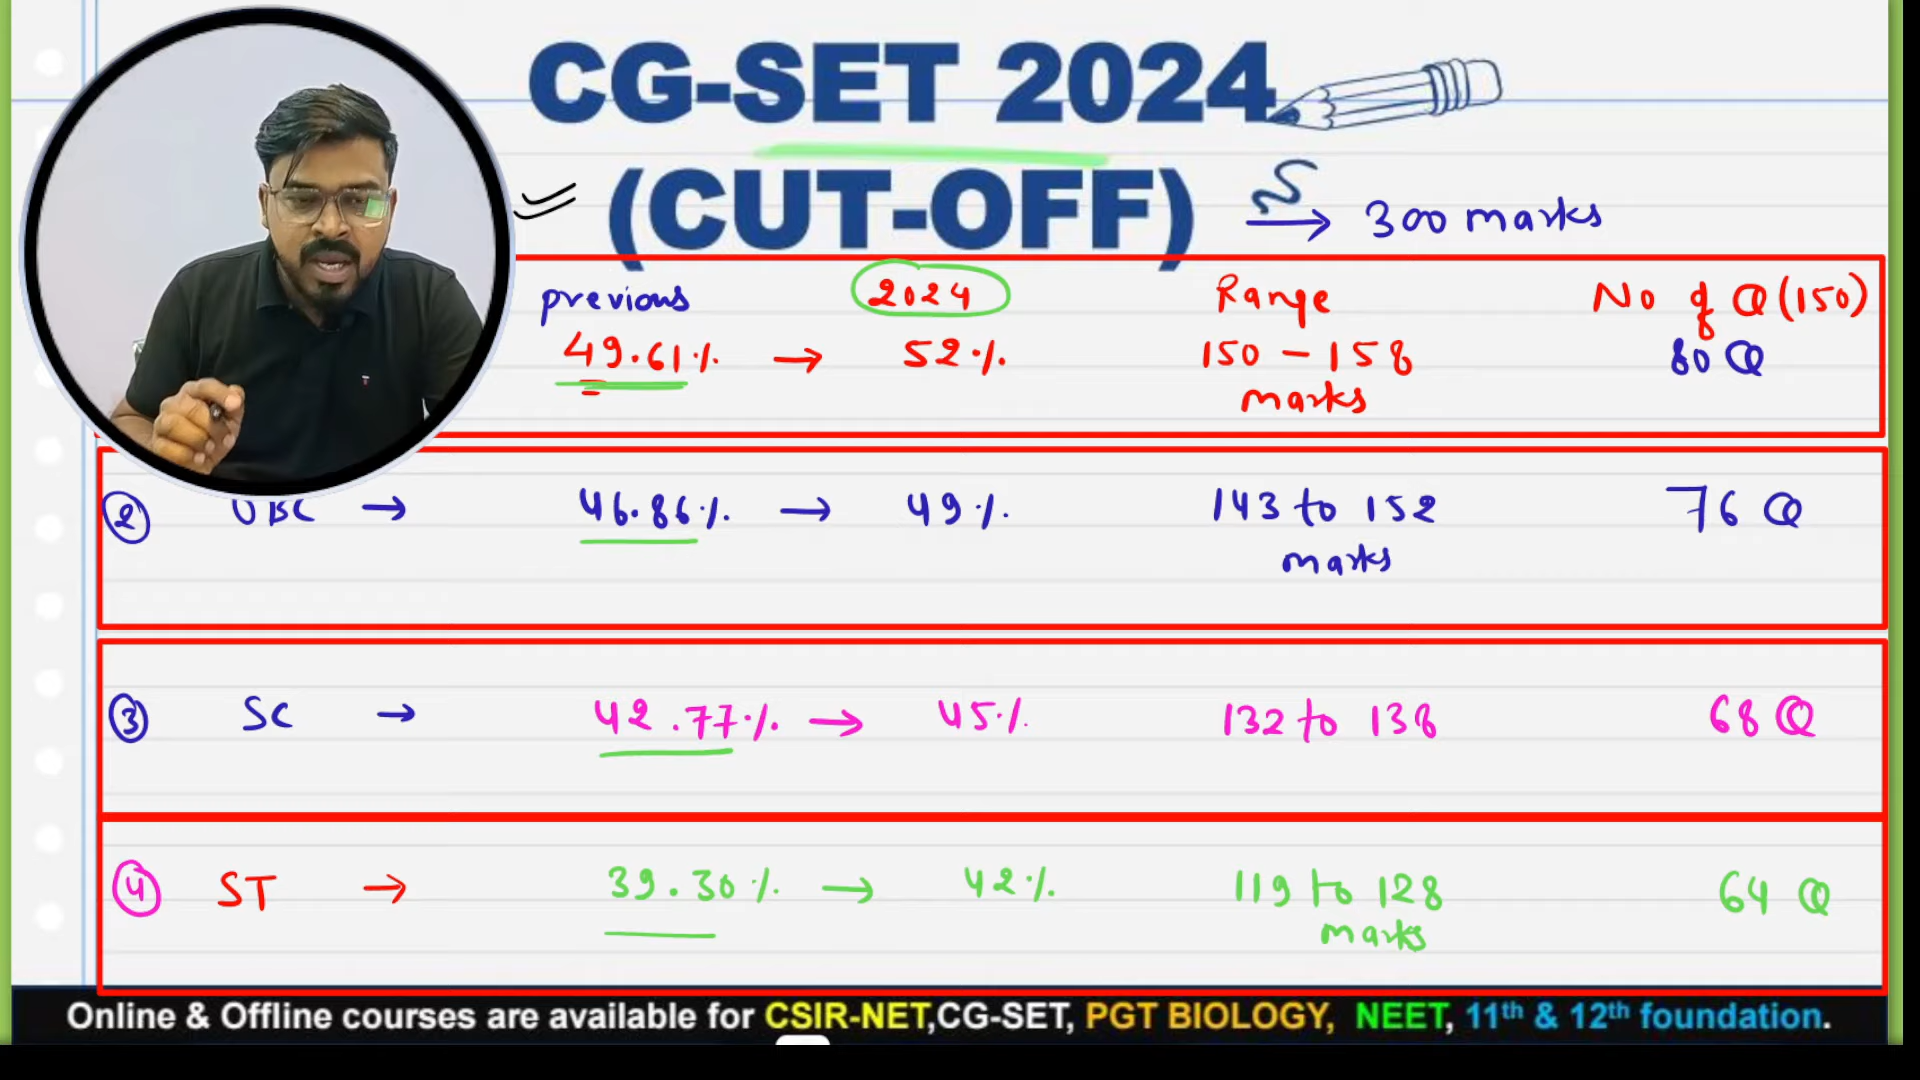 CG-SET 2024
(CUT-OFF) → 300 marks
previous 2024 Range No of Q (150)
49.61% → 52% 150 - 158 80 Q
marks
2 OBC → 46.86% → 49% 143 to 152 76 Q
marks
3 SC → 42.77% → 45% 132 to 138 68 Q
4 ST → 39.30% → 42% 119 to 128 64 Q
marks
Online & Offline courses are available for CSIR-NET,CG-SET, PGT BIOLOGY, NEET, 11th & 12th foundation.